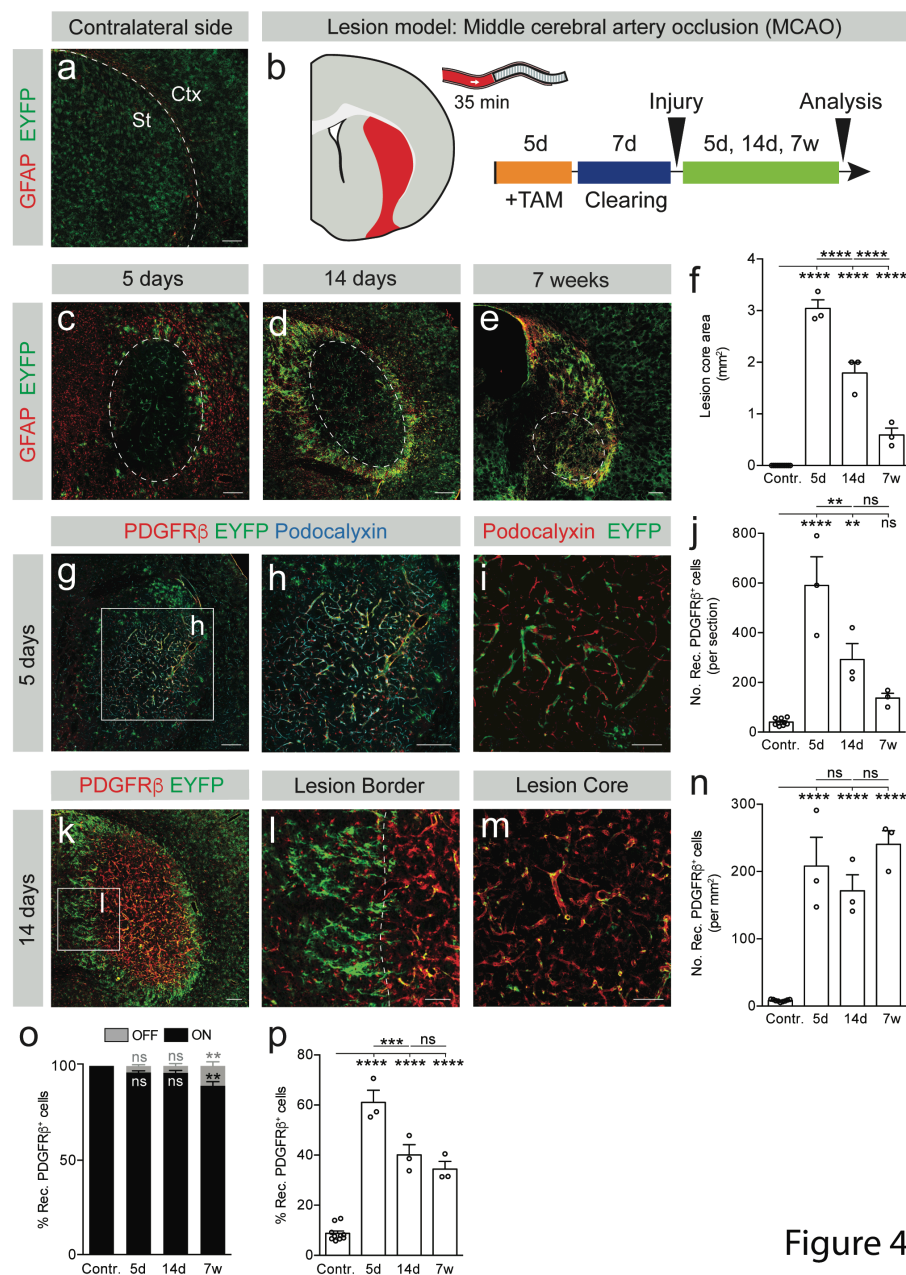 Contralateral side
Lesion model: Middle cerebral artery occlusion (MCAO)
GFAP EYFP
a
Ctx
St
b
35 min
Injury
Analysis
5d
7d
5d, 14d, 7w
+TAM
Clearing
5 days
14 days
7 weeks
GFAP EYFP
c
d
e
f
Lesion core area
(mm²)
4
3
2
1
0
**** ****
**** **** ****
Contr. 5d 14d 7w
PDGFRβ EYFP Podocalyxin
Podocalyxin EYFP
5 days
g
h
h
i
j
No. Rec. PDGFRβ⁺ cells
(per section)
800
600
400
200
0
** ns
**** ** ns
Contr. 5d 14d 7w
PDGFRβ EYFP
Lesion Border
Lesion Core
14 days
k
l
l
m
n
No. Rec. PDGFRβ⁺ cells
(per mm²)
300
200
100
0
ns ns
**** **** ****
Contr. 5d 14d 7w
o
OFF ON
% Rec. PDGFRβ⁺ cells
100
50
0
ns ns **
ns ns **
Contr. 5d 14d 7w
p
% Rec. PDGFRβ⁺ cells
80
60
40
20
0
*** ns
**** **** ****
Contr. 5d 14d 7w
Figure 4